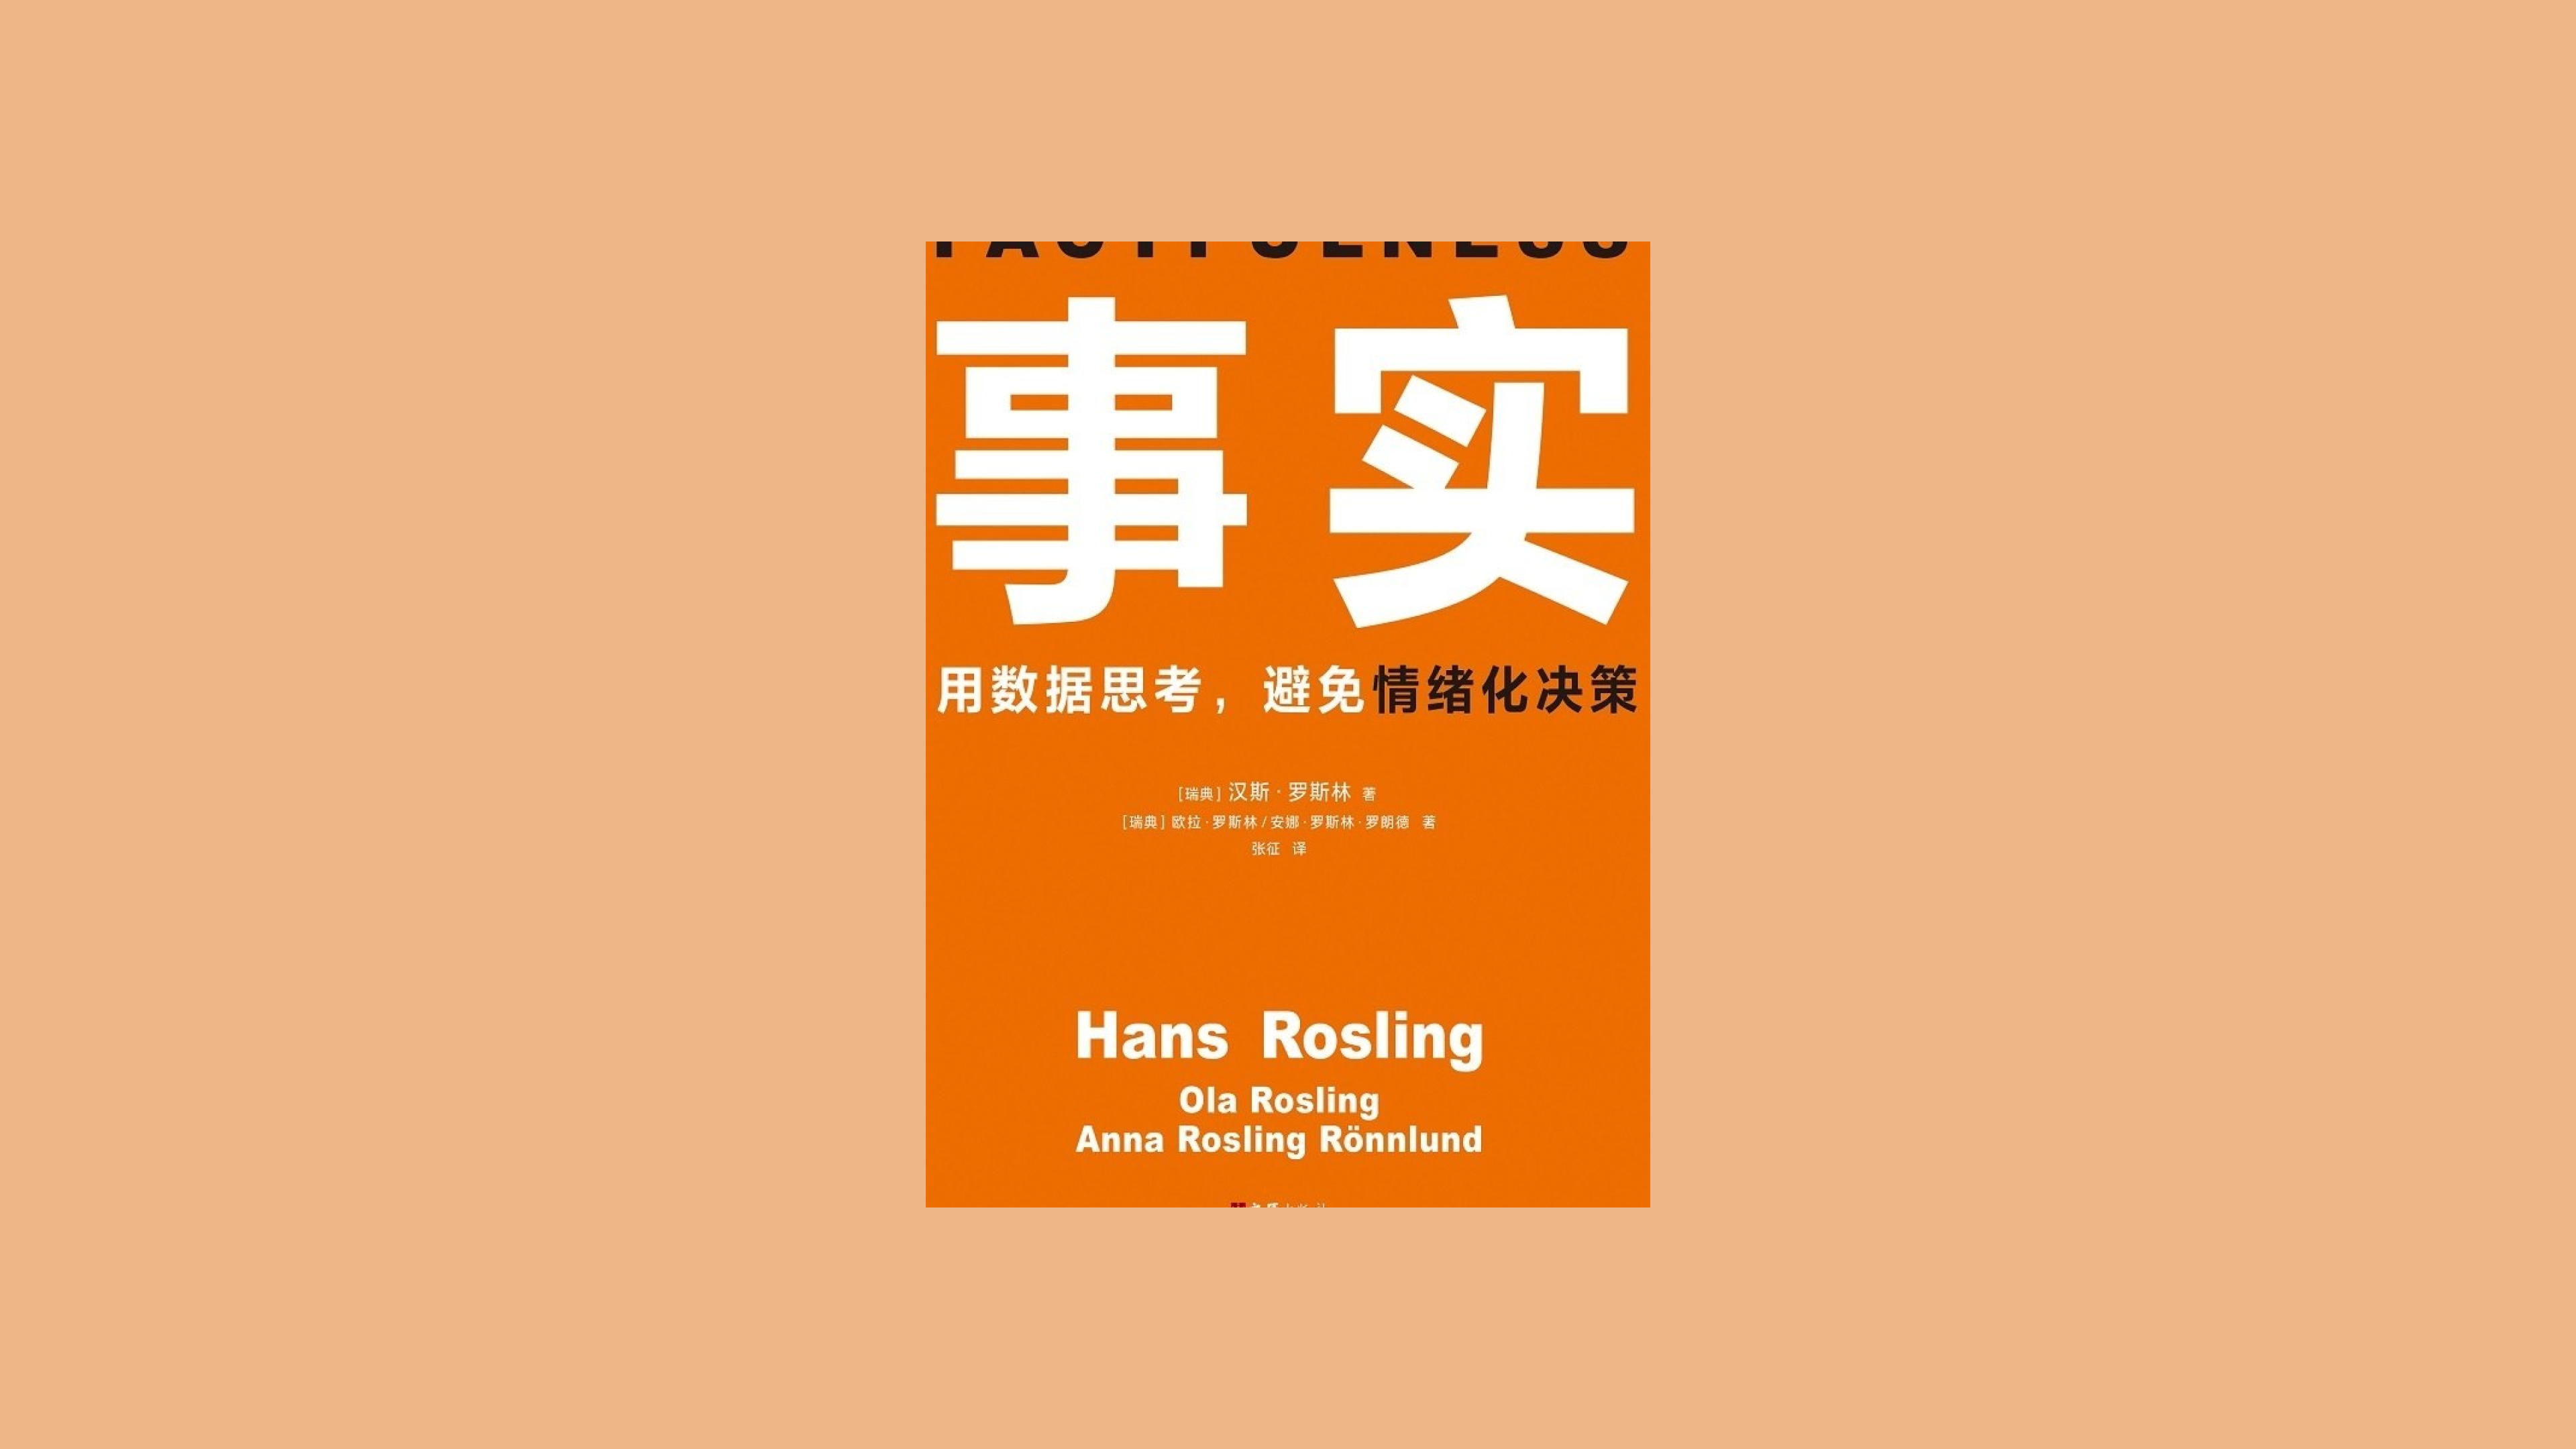 FACTFULNESS
事实
用数据思考，避免情绪化决策
[瑞典] 汉斯·罗斯林 著
[瑞典] 欧拉·罗斯林/安娜·罗斯林·罗朗德 著
张征 译
Hans Rosling
Ola Rosling
Anna Rosling Rönnlund